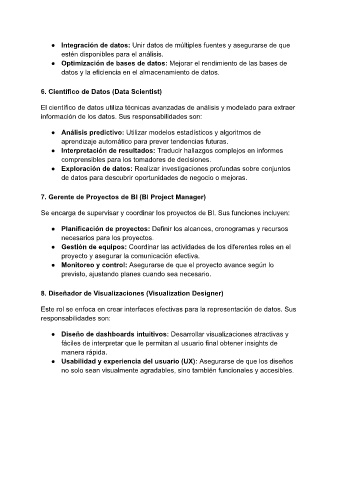 ● Integración de datos: Unir datos de múltiples fuentes y asegurarse de que
estén disponibles para el análisis.
● Optimización de bases de datos: Mejorar el rendimiento de las bases de
datos y la eficiencia en el almacenamiento de datos.
6. Científico de Datos (Data Scientist)
El científico de datos utiliza técnicas avanzadas de análisis y modelado para extraer
información de los datos. Sus responsabilidades son:
● Análisis predictivo: Utilizar modelos estadísticos y algoritmos de
aprendizaje automático para prever tendencias futuras.
● Interpretación de resultados: Traducir hallazgos complejos en informes
comprensibles para los tomadores de decisiones.
● Exploración de datos: Realizar investigaciones profundas sobre conjuntos
de datos para descubrir oportunidades de negocio o mejoras.
7. Gerente de Proyectos de BI (BI Project Manager)
Se encarga de supervisar y coordinar los proyectos de BI. Sus funciones incluyen:
● Planificación de proyectos: Definir los alcances, cronogramas y recursos
necesarios para los proyectos.
● Gestión de equipos: Coordinar las actividades de los diferentes roles en el
proyecto y asegurar la comunicación efectiva.
● Monitoreo y control: Asegurarse de que el proyecto avance según lo
previsto, ajustando planes cuando sea necesario.
8. Diseñador de Visualizaciones (Visualization Designer)
Este rol se enfoca en crear interfaces efectivas para la representación de datos. Sus
responsabilidades son:
● Diseño de dashboards intuitivos: Desarrollar visualizaciones atractivas y
fáciles de interpretar que le permitan al usuario final obtener insights de
manera rápida.
● Usabilidad y experiencia del usuario (UX): Asegurarse de que los diseños
no solo sean visualmente agradables, sino también funcionales y accesibles.